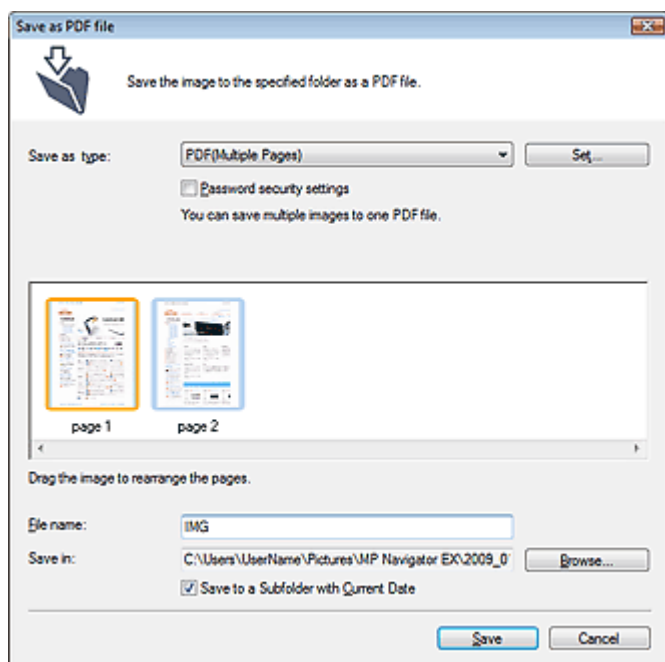 Save as PDF file
Save the image to the specified folder as a PDF file.
Save as type:
PDF(Multiple Pages)
Set...
Password security settings
You can save multiple images to one PDF file.
page 1
page 2
Drag the image to rearrange the pages.
File name:
IMG
Save in:
C:\Users\UserName\Pictures\MP Navigator EX\2009_0
Browse...
Save to a Subfolder with Current Date
Save
Cancel